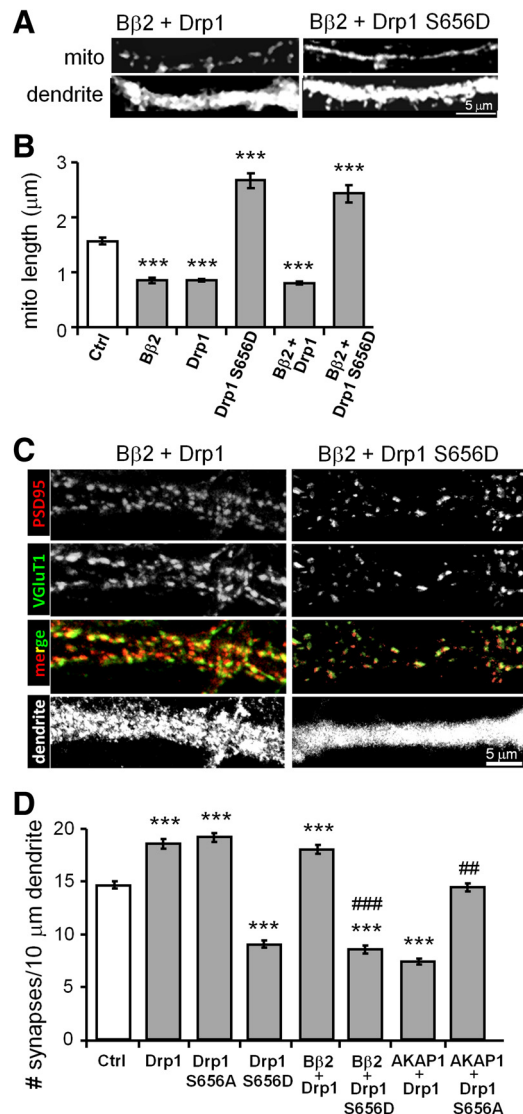 A
Bβ2 + Drp1
Bβ2 + Drp1 S656D
mito
dendrite
5 μm
B
mito length (μm)
3
2
1
0
***
***
***
***
***
Ctrl
Bβ2
Drp1
Drp1 S656D
Bβ2 +
Drp1
Bβ2 +
Drp1 S656D
C
Bβ2 + Drp1
Bβ2 + Drp1 S656D
PSD95
VGluT1
merge
dendrite
5 μm
D
# synapses/10 μm dendrite
20
15
10
5
0
***
***
***
***
###
***
***
##
Ctrl
Drp1
Drp1
S656A
Drp1
S656D
Bβ2
+
Drp1
Bβ2
+
Drp1
S656D
AKAP1
+
Drp1
AKAP1
+
Drp1
S656A